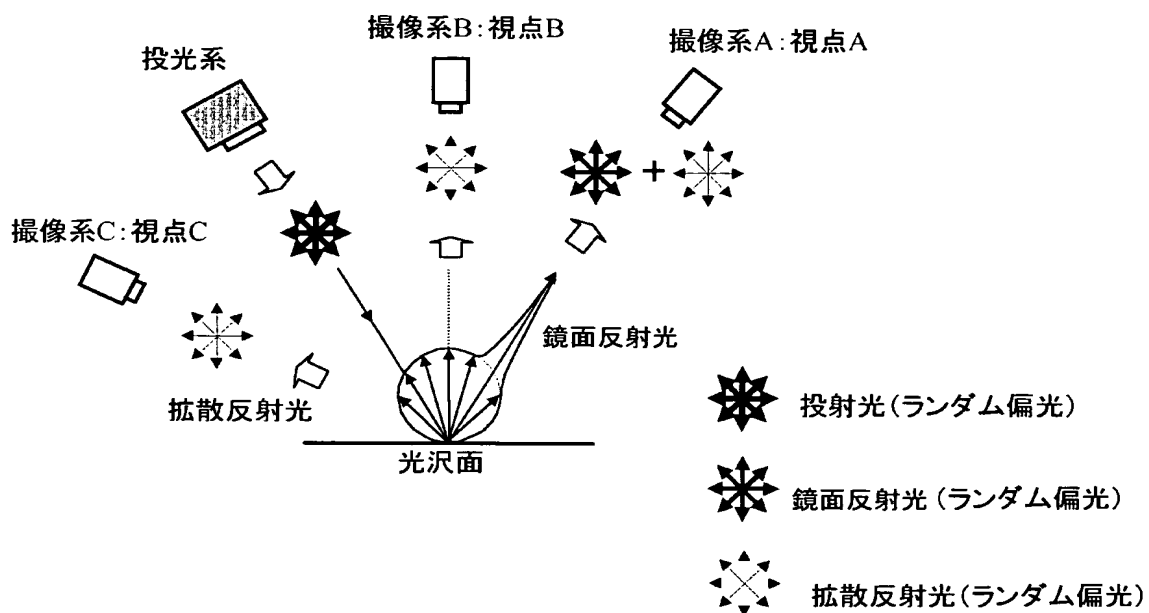 撮像系B:視点B
撮像系A:視点A
投光系
撮像系C:視点C
鏡面反射光
拡散反射光
光沢面
投射光(ランダム偏光)
鏡面反射光(ランダム偏光)
拡散反射光(ランダム偏光)